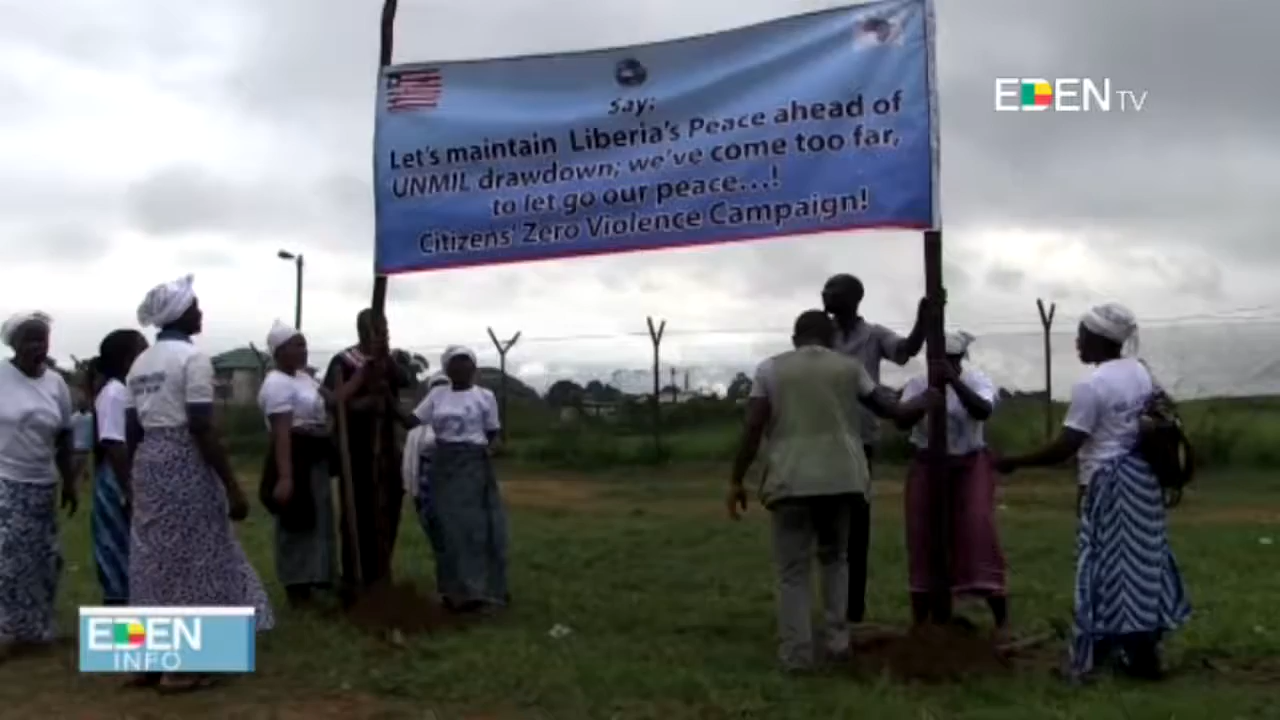 EDEN TV
say:
Let's maintain Liberia's Peace ahead of
UNMIL drawdown; we've come too far,
to let go our peace...!
Citizens' Zero Violence Campaign!
EDEN
INFO